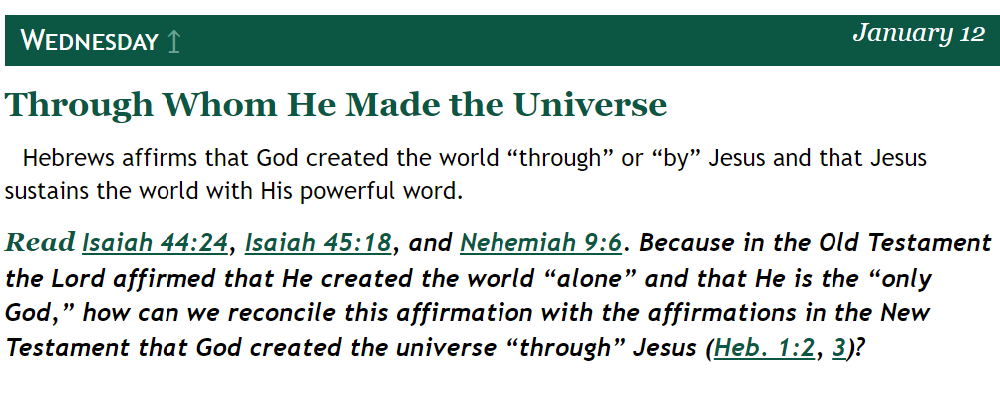 WEDNESDAY ↥ January 12
Through Whom He Made the Universe
Hebrews affirms that God created the world “through” or “by” Jesus and that Jesus
sustains the world with His powerful word.
Read Isaiah 44:24, Isaiah 45:18, and Nehemiah 9:6. Because in the Old Testament
the Lord affirmed that He created the world “alone” and that He is the “only
God,” how can we reconcile this affirmation with the affirmations in the New
Testament that God created the universe “through” Jesus (Heb. 1:2, 3)?